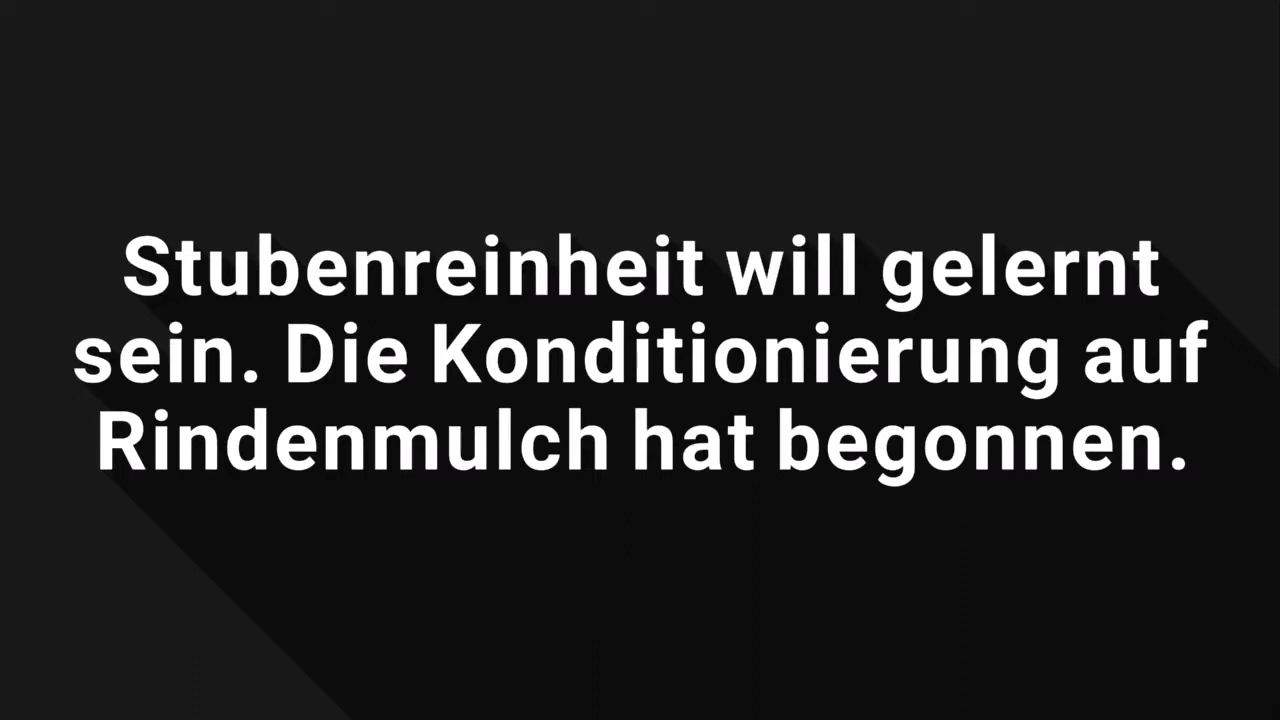 Stubenreinheit will gelernt
sein. Die Konditionierung auf
Rindenmulch hat begonnen.